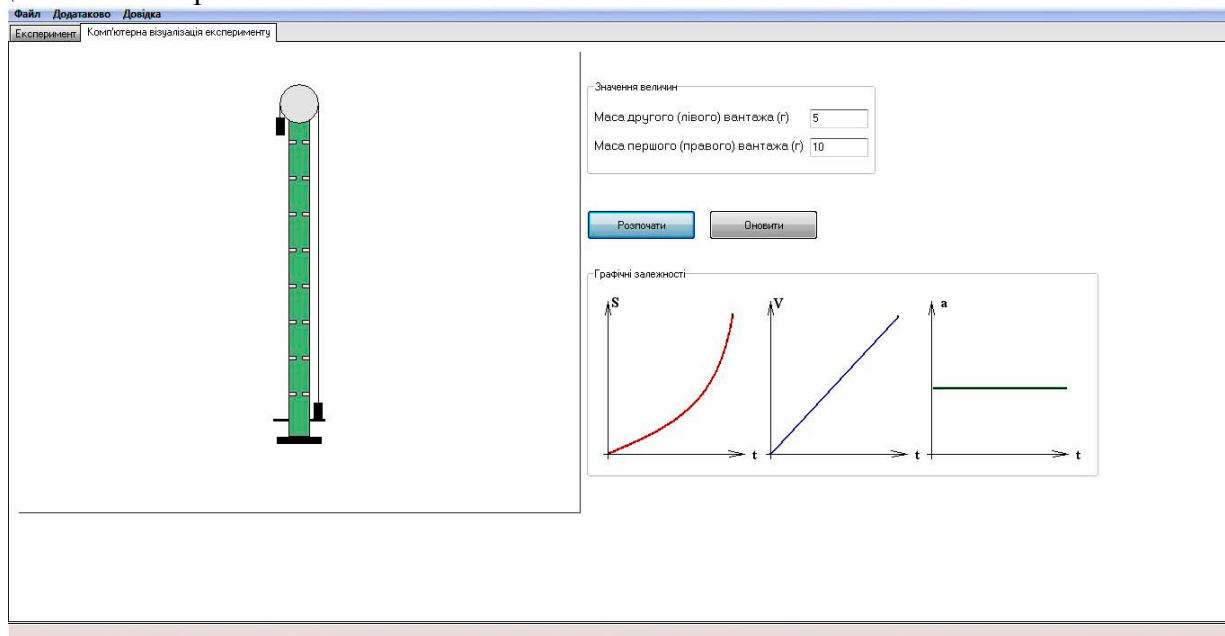 Файл Додатково Довідка
Експеримент Комп'ютерна візуалізація експерименту
Значення величин
Маса другого (лівого) вантажа (г) 5
Маса першого (правого) вантажа (г) 10
Розпочати Оновити
Графічні залежності
S V a
t t t